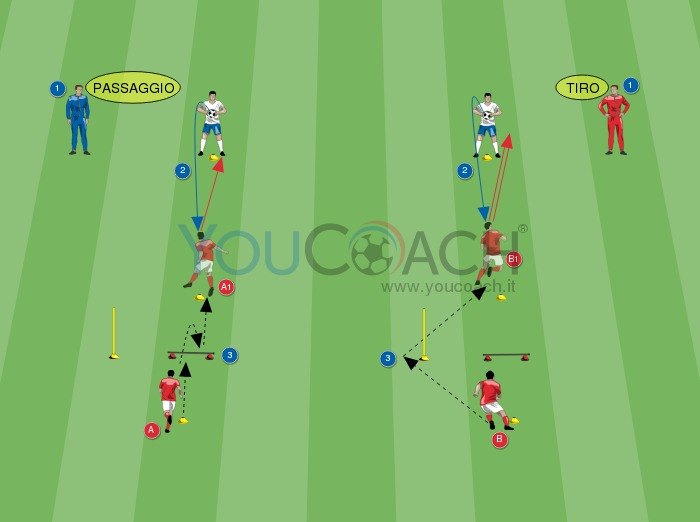 1
PASSAGGIO
TIRO
1
2
2
YOUCOACH®
www.youcoach.it
A1
B1
3
3
A
B